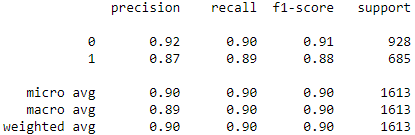 precision recall f1-score support
0 0.92 0.90 0.91 928
1 0.87 0.89 0.88 685
micro avg 0.90 0.90 0.90 1613
macro avg 0.89 0.90 0.90 1613
weighted avg 0.90 0.90 0.90 1613